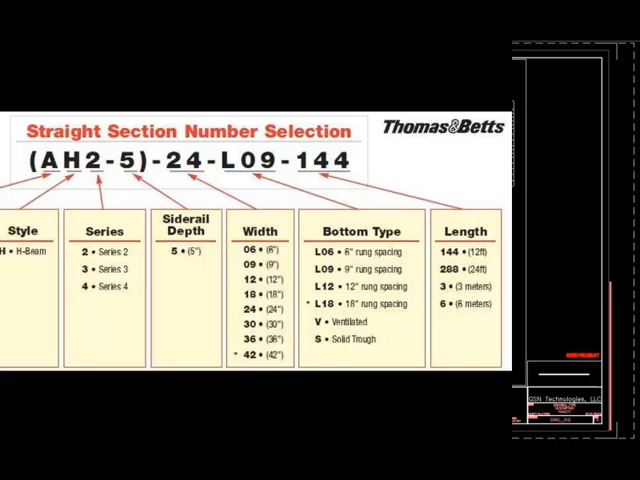 Straight Section Number Selection
Thomas&Betts
(AH2-5)-24-L09-144
Style
H • H-Beam
Series
2 • Series 2
3 • Series 3
4 • Series 4
Siderail
Depth
5 • (5")
Width
06 • (6")
09 • (9")
12 • (12")
18 • (18")
24 • (24")
30 • (30")
36 • (36")
* 42 • (42")
Bottom Type
L06 • 6" rung spacing
L09 • 9" rung spacing
L12 • 12" rung spacing
* L18 • 18" rung spacing
V • Ventilated
S • Solid Trough
Length
144 • (12ft)
288 • (24ft)
3 • (3 meters)
6 • (6 meters)
GSN Technologies, LLC